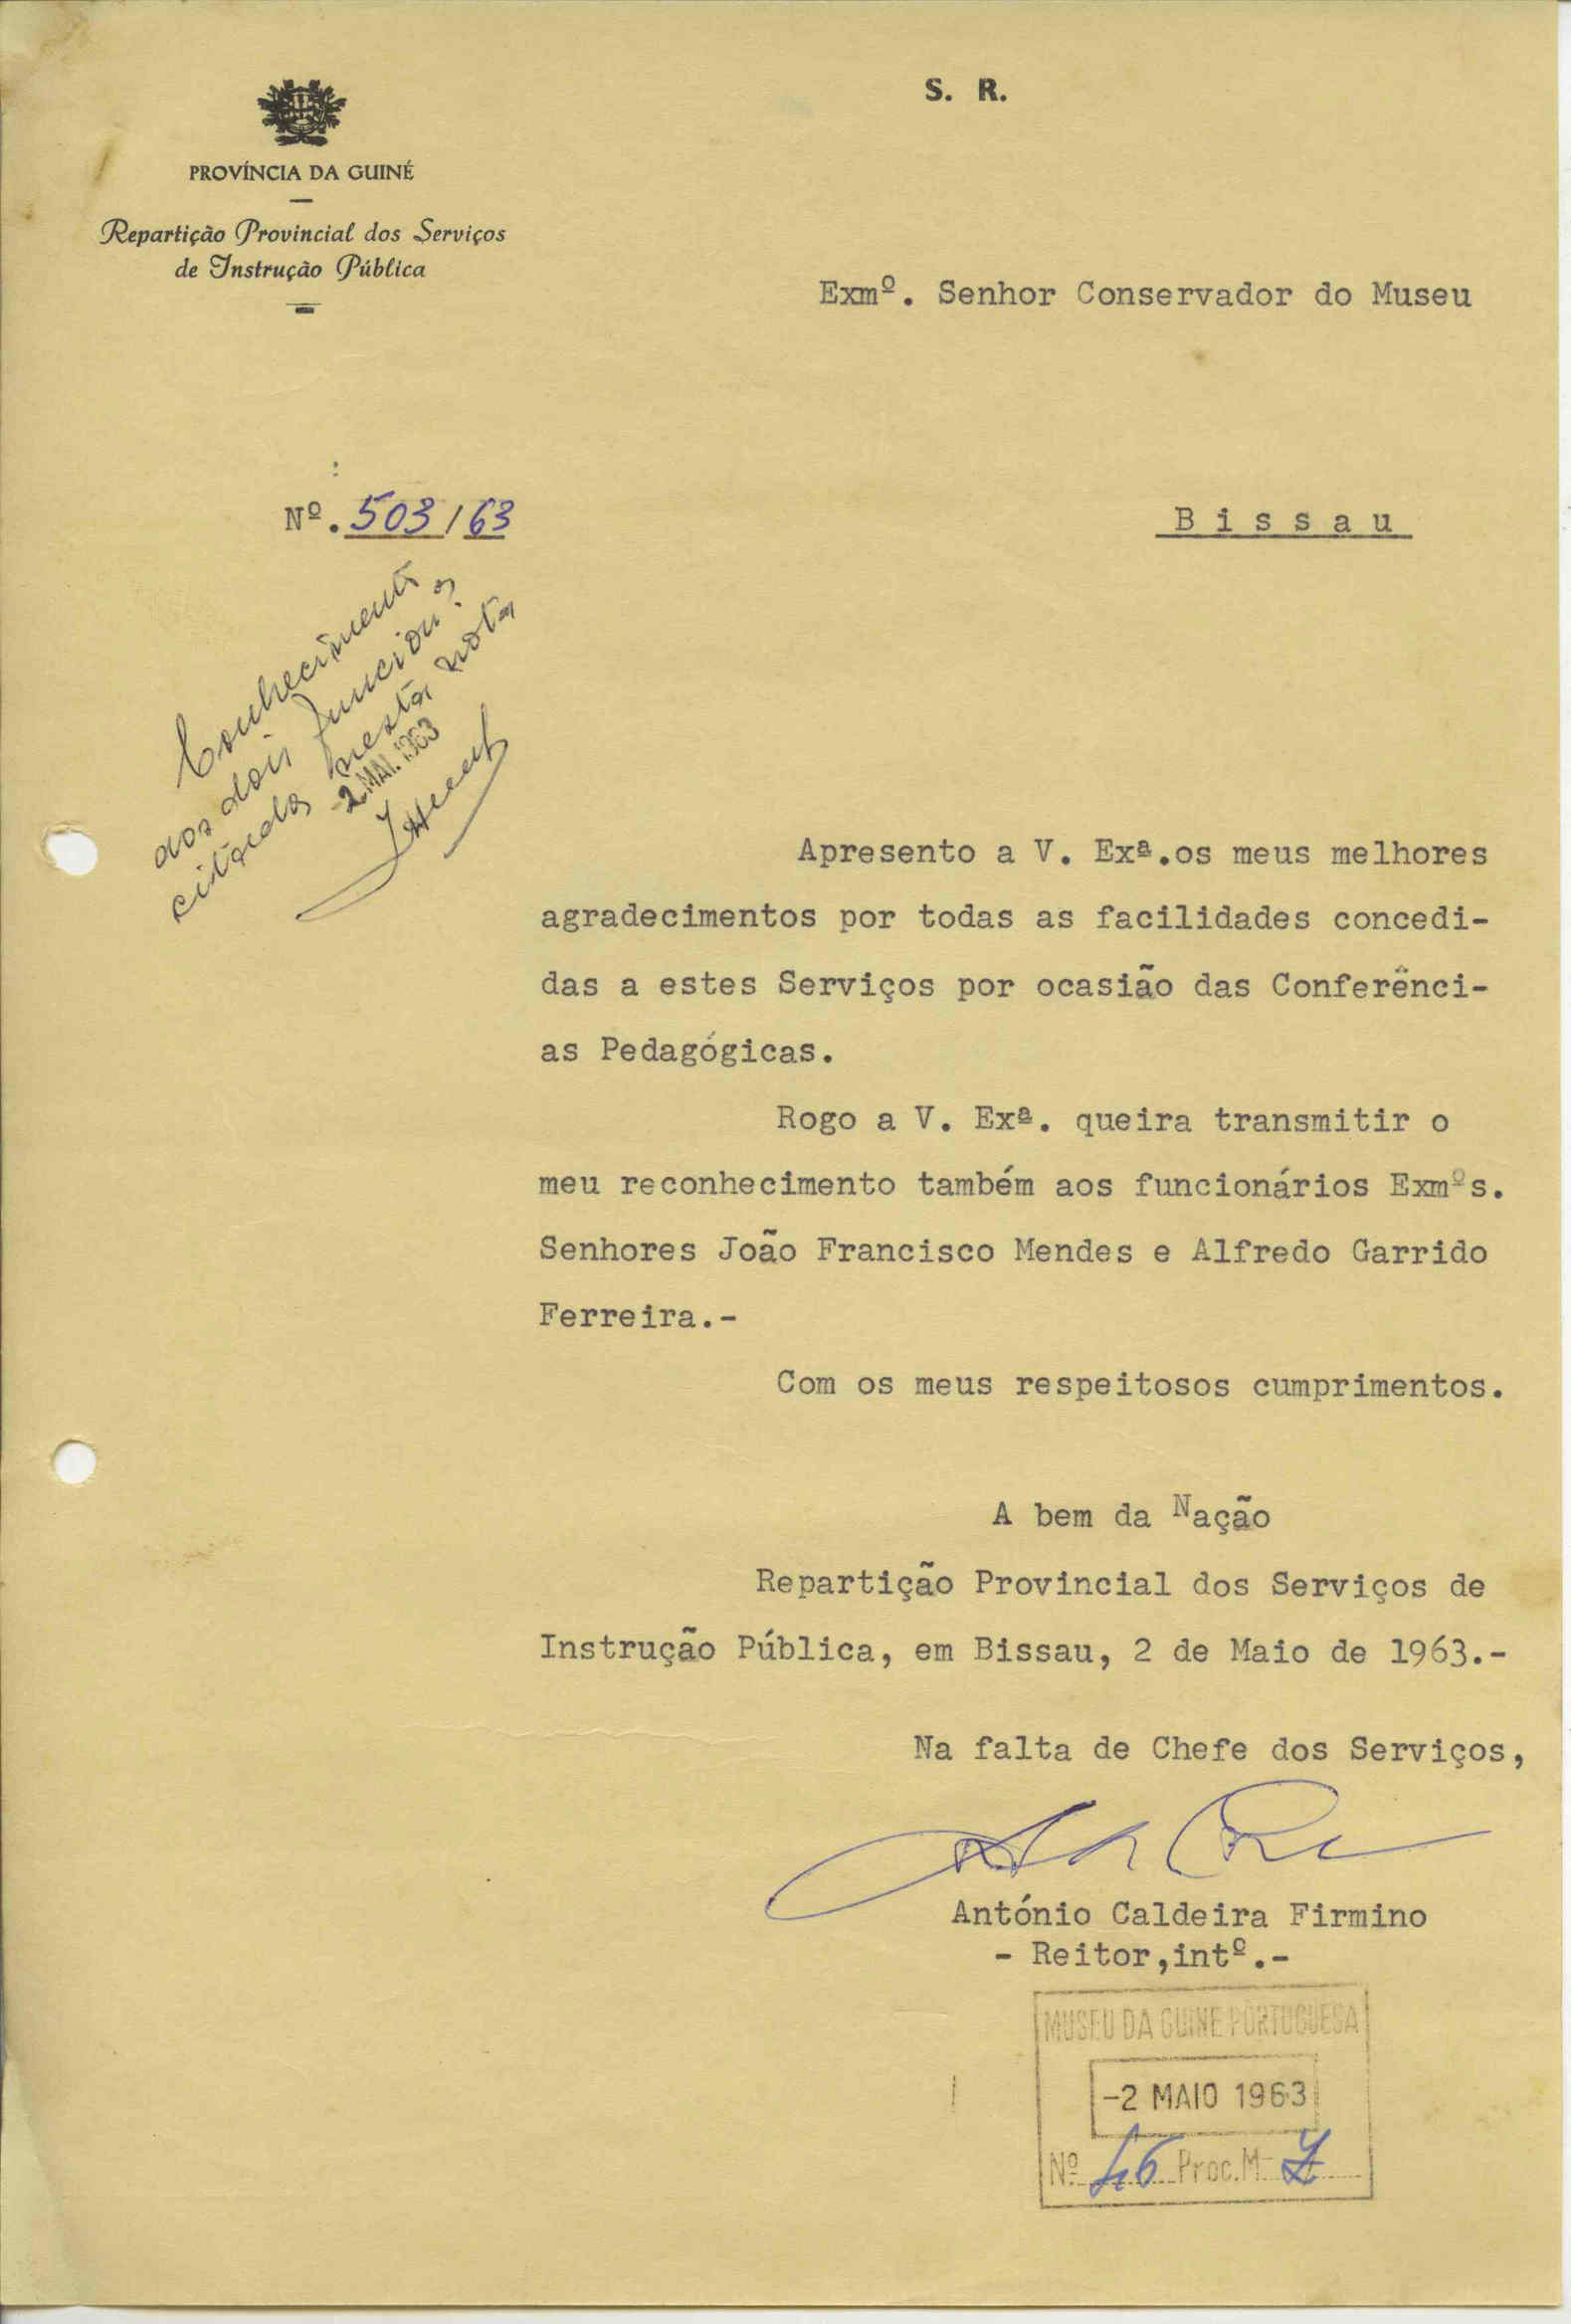 S. R.
PROVÍNCIA DA GUINÉ
Repartição Provincial dos Serviços
de Instrução Pública
Exmº. Senhor Conservador do Museu
Nº. 503/63
B i s s a u
Conhecimento
aos dois funcion.os
citados nesta nota
-2. MAI. 1963
Apresento a V. Exª.os meus melhores
agradecimentos por todas as facilidades concedi-
das a estes Serviços por ocasião das Conferênci-
as Pedagógicas.
Rogo a V. Exª. queira transmitir o
meu reconhecimento também aos funcionários Exmºs.
Senhores João Francisco Mendes e Alfredo Garrido
Ferreira.-
Com os meus respeitosos cumprimentos.
A bem da Nação
Repartição Provincial dos Serviços de
Instrução Pública, em Bissau, 2 de Maio de 1963.-
Na falta de Chefe dos Serviços,
António Caldeira Firmino
- Reitor,intº.-
MUSEU DA GUINE PORTUGUESA
-2 MAIO 1963
Nº 46 Proc. M-7